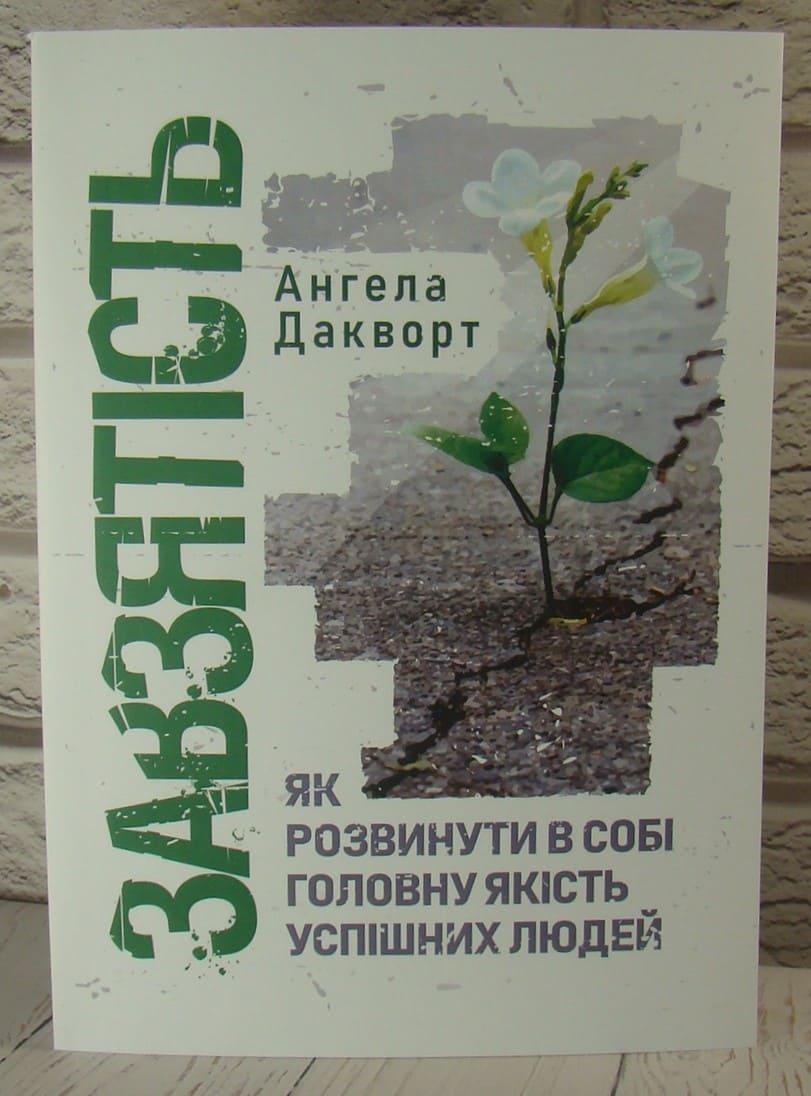 ЗАВЗЯТІСТЬ
Ангела
Дакворт
ЯК
РОЗВИНУТИ В СОБІ
ГОЛОВНУ ЯКІСТЬ
УСПІШНИХ ЛЮДЕЙ